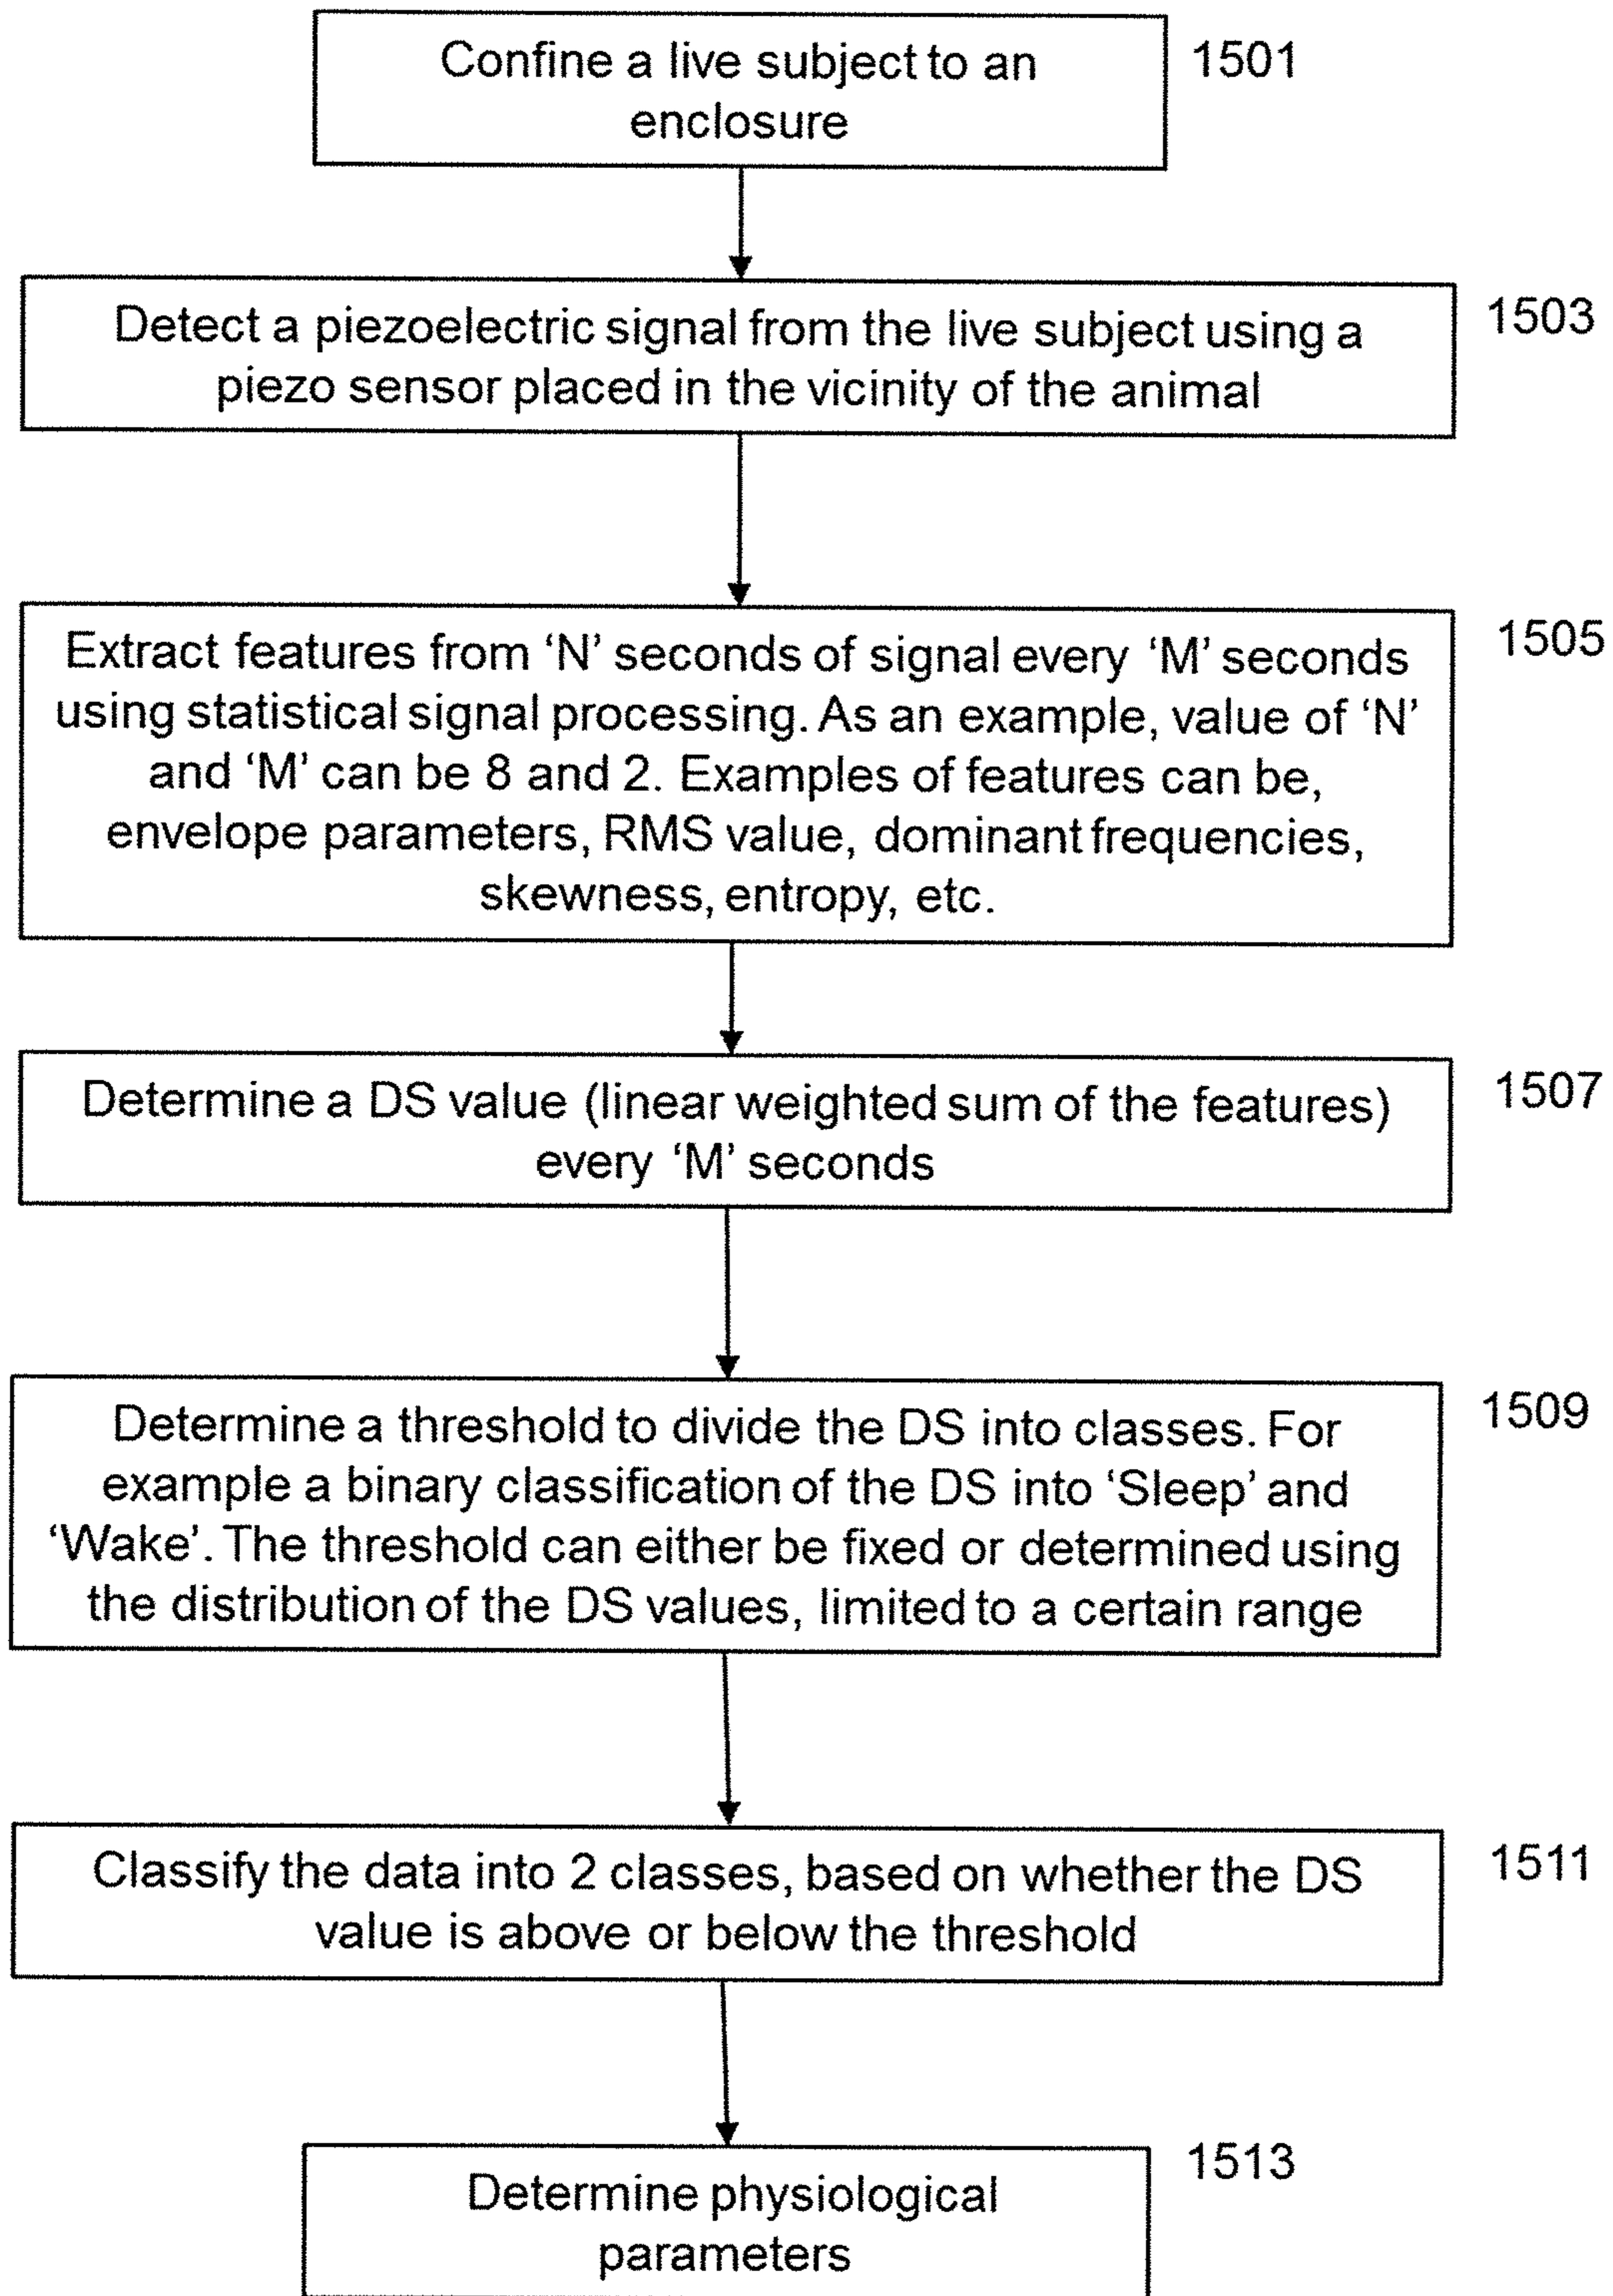 Confine a live subject to an
enclosure
1501
Detect a piezoelectric signal from the live subject using a
piezo sensor placed in the vicinity of the animal
1503
Extract features from ‘N’ seconds of signal every ‘M’ seconds
using statistical signal processing. As an example, value of ‘N’
and ‘M’ can be 8 and 2. Examples of features can be,
envelope parameters, RMS value, dominant frequencies,
skewness, entropy, etc.
1505
Determine a DS value (linear weighted sum of the features)
every ‘M’ seconds
1507
Determine a threshold to divide the DS into classes. For
example a binary classification of the DS into ‘Sleep’ and
‘Wake’. The threshold can either be fixed or determined using
the distribution of the DS values, limited to a certain range
1509
Classify the data into 2 classes, based on whether the DS
value is above or below the threshold
1511
Determine physiological
parameters
1513